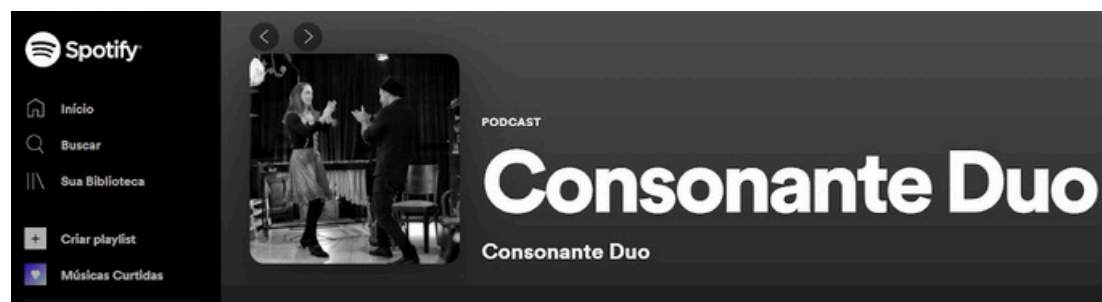 Spotify
Início
Buscar
Sua Biblioteca
Criar playlist
Músicas Curtidas
PODCAST
Consonante Duo
Consonante Duo